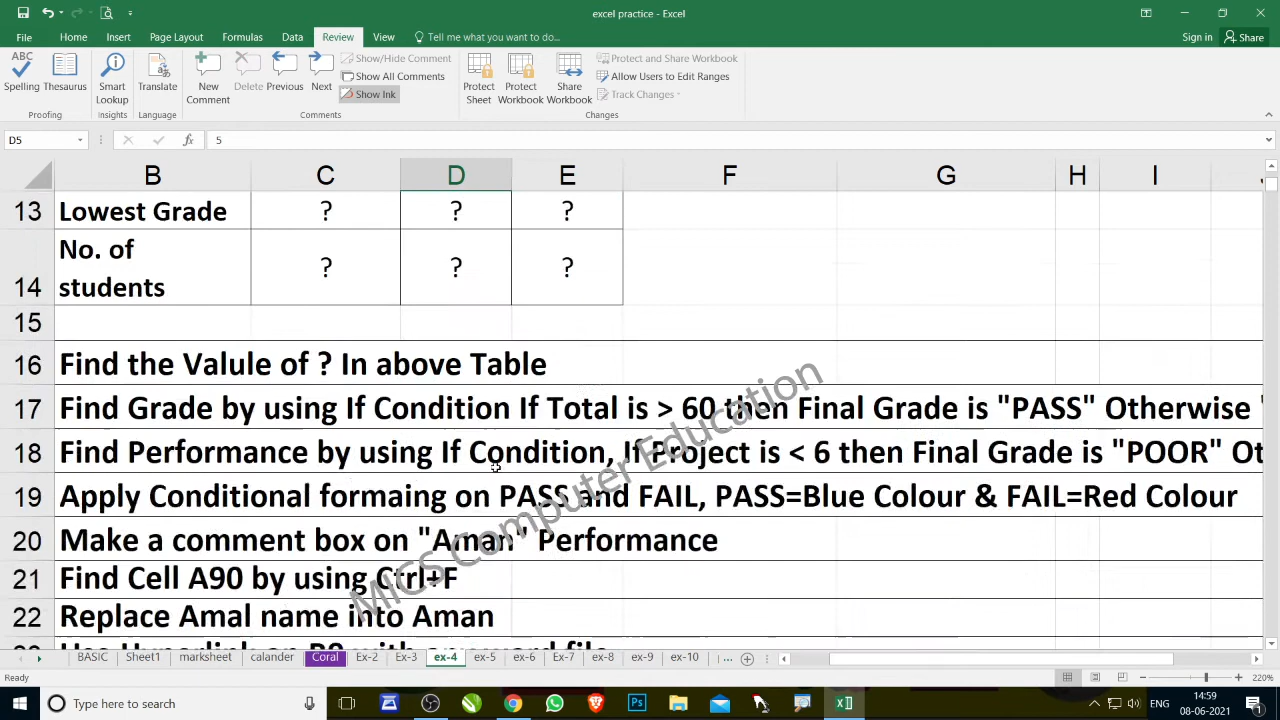 excel practice - Excel
File Home Insert Page Layout Formulas Data Review View Tell me what you want to do... Sign in Share
ABC Show/Hide Comment Protect and Share Workbook
Show All Comments Allow Users to Edit Ranges
Spelling Thesaurus Smart Lookup Translate New Comment Delete Previous Next Show Ink Protect Sheet Protect Workbook Share Workbook Track Changes
Proofing Insights Language Comments Changes
D5 fx 5
B C D E F G H I
13 Lowest Grade ? ? ?
14 No. of students ? ? ?
15
16 Find the Valule of ? In above Table
17 Find Grade by using If Condition If Total is > 60 then Final Grade is "PASS" Otherwise "
18 Find Performance by using If Condition, If Project is < 6 then Final Grade is "POOR" Ot
19 Apply Conditional formaing on PASS and FAIL, PASS=Blue Colour & FAIL=Red Colour
20 Make a comment box on "Aman" Performance
21 Find Cell A90 by using Ctrl+F
22 Replace Amal name into Aman
MICS Computer Education
BASIC Sheet1 marksheet calander Coral Ex-2 Ex-3 ex-4 ex-5 ex-6 Ex-7 ex-8 ex-9 ex-10 ...
Ready 220%
Type here to search ENG 14:59
08-06-2021